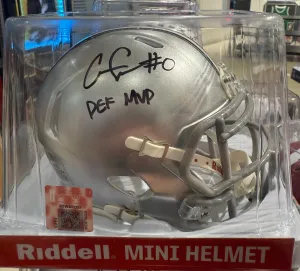 #0
DEF MVP
Riddell MINI HELMET